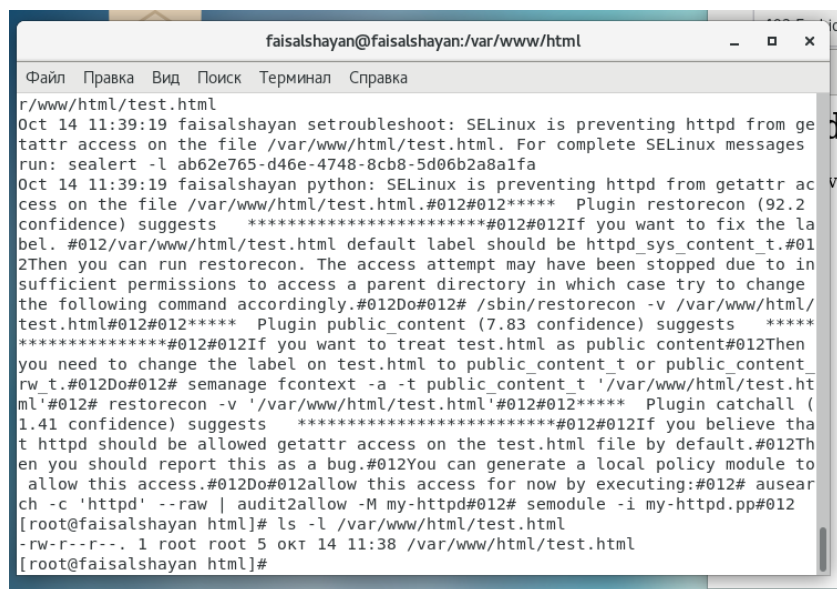 faisalshayan@faisalshayan:/var/www/html
Файл Правка Вид Поиск Терминал Справка
r/www/html/test.html
Oct 14 11:39:19 faisalshayan setroubleshoot: SELinux is preventing httpd from ge
tattr access on the file /var/www/html/test.html. For complete SELinux messages
run: sealert -l ab62e765-d46e-4748-8cb8-5d06b2a8a1fa
Oct 14 11:39:19 faisalshayan python: SELinux is preventing httpd from getattr ac
cess on the file /var/www/html/test.html.#012#012***** Plugin restorecon (92.2
confidence) suggests ************************#012#012If you want to fix the la
bel. #012/var/www/html/test.html default label should be httpd_sys_content_t.#01
2Then you can run restorecon. The access attempt may have been stopped due to in
sufficient permissions to access a parent directory in which case try to change
the following command accordingly.#012Do#012# /sbin/restorecon -v /var/www/html/
test.html#012#012***** Plugin public_content (7.83 confidence) suggests *****
***************#012#012If you want to treat test.html as public content#012Then
you need to change the label on test.html to public_content_t or public_content_
rw_t.#012Do#012# semanage fcontext -a -t public_content_t '/var/www/html/test.ht
ml'#012# restorecon -v '/var/www/html/test.html'#012#012***** Plugin catchall (
1.41 confidence) suggests **************************#012#012If you believe tha
t httpd should be allowed getattr access on the test.html file by default.#012Th
en you should report this as a bug.#012You can generate a local policy module to
allow this access.#012Do#012allow this access for now by executing:#012# ausear
ch -c 'httpd' --raw | audit2allow -M my-httpd#012# semodule -i my-httpd.pp#012
[root@faisalshayan html]# ls -l /var/www/html/test.html
-rw-r--r--. 1 root root 5 окт 14 11:38 /var/www/html/test.html
[root@faisalshayan html]#